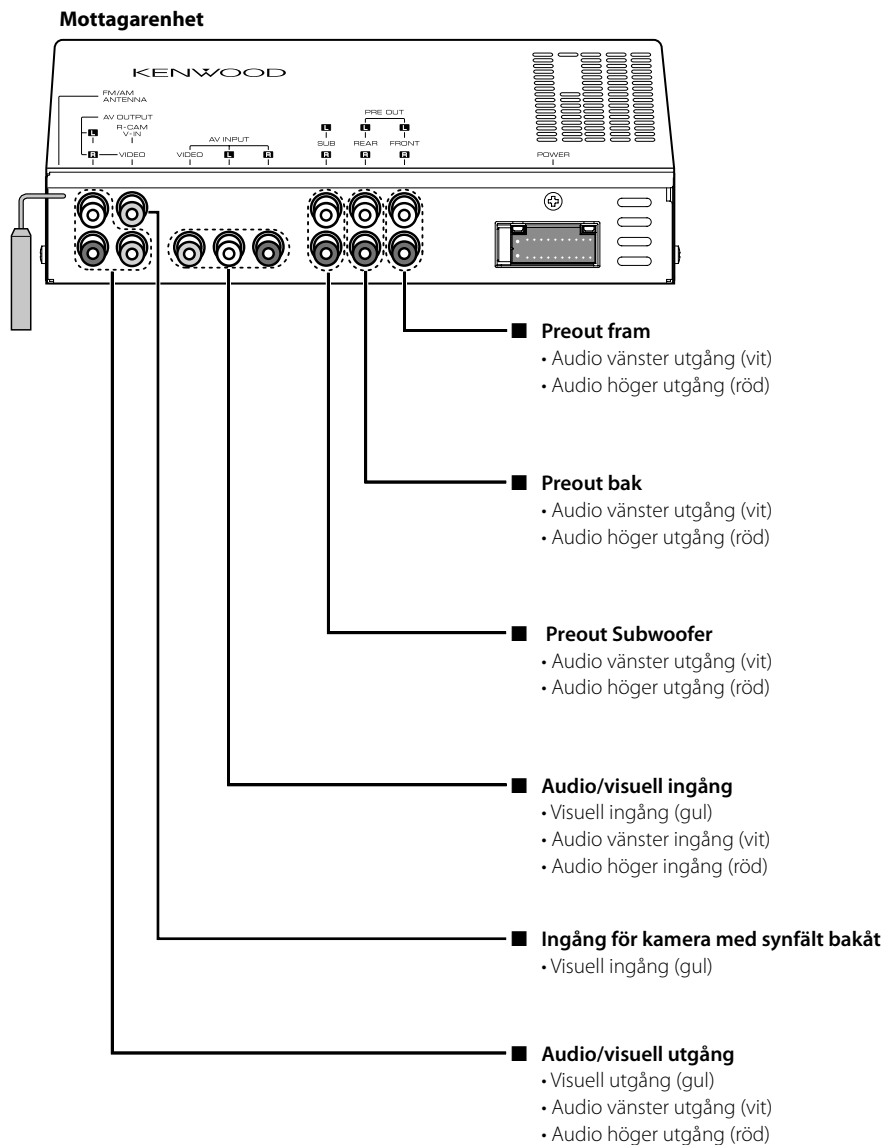 Mottagarenhet
KENWOOD
FM/AM
ANTENNA
AV OUTPUT
L
R-CAM
V-IN
R
VIDEO
AV INPUT
VIDEO
L
R
PRE OUT
L
L
L
SUB
REAR
FRONT
R
R
R
POWER
■ Preout fram
• Audio vänster utgång (vit)
• Audio höger utgång (röd)
■ Preout bak
• Audio vänster utgång (vit)
• Audio höger utgång (röd)
■ Preout Subwoofer
• Audio vänster utgång (vit)
• Audio höger utgång (röd)
■ Audio/visuell ingång
• Visuell ingång (gul)
• Audio vänster ingång (vit)
• Audio höger ingång (röd)
■ Ingång för kamera med synfält bakåt
• Visuell ingång (gul)
■ Audio/visuell utgång
• Visuell utgång (gul)
• Audio vänster utgång (vit)
• Audio höger utgång (röd)